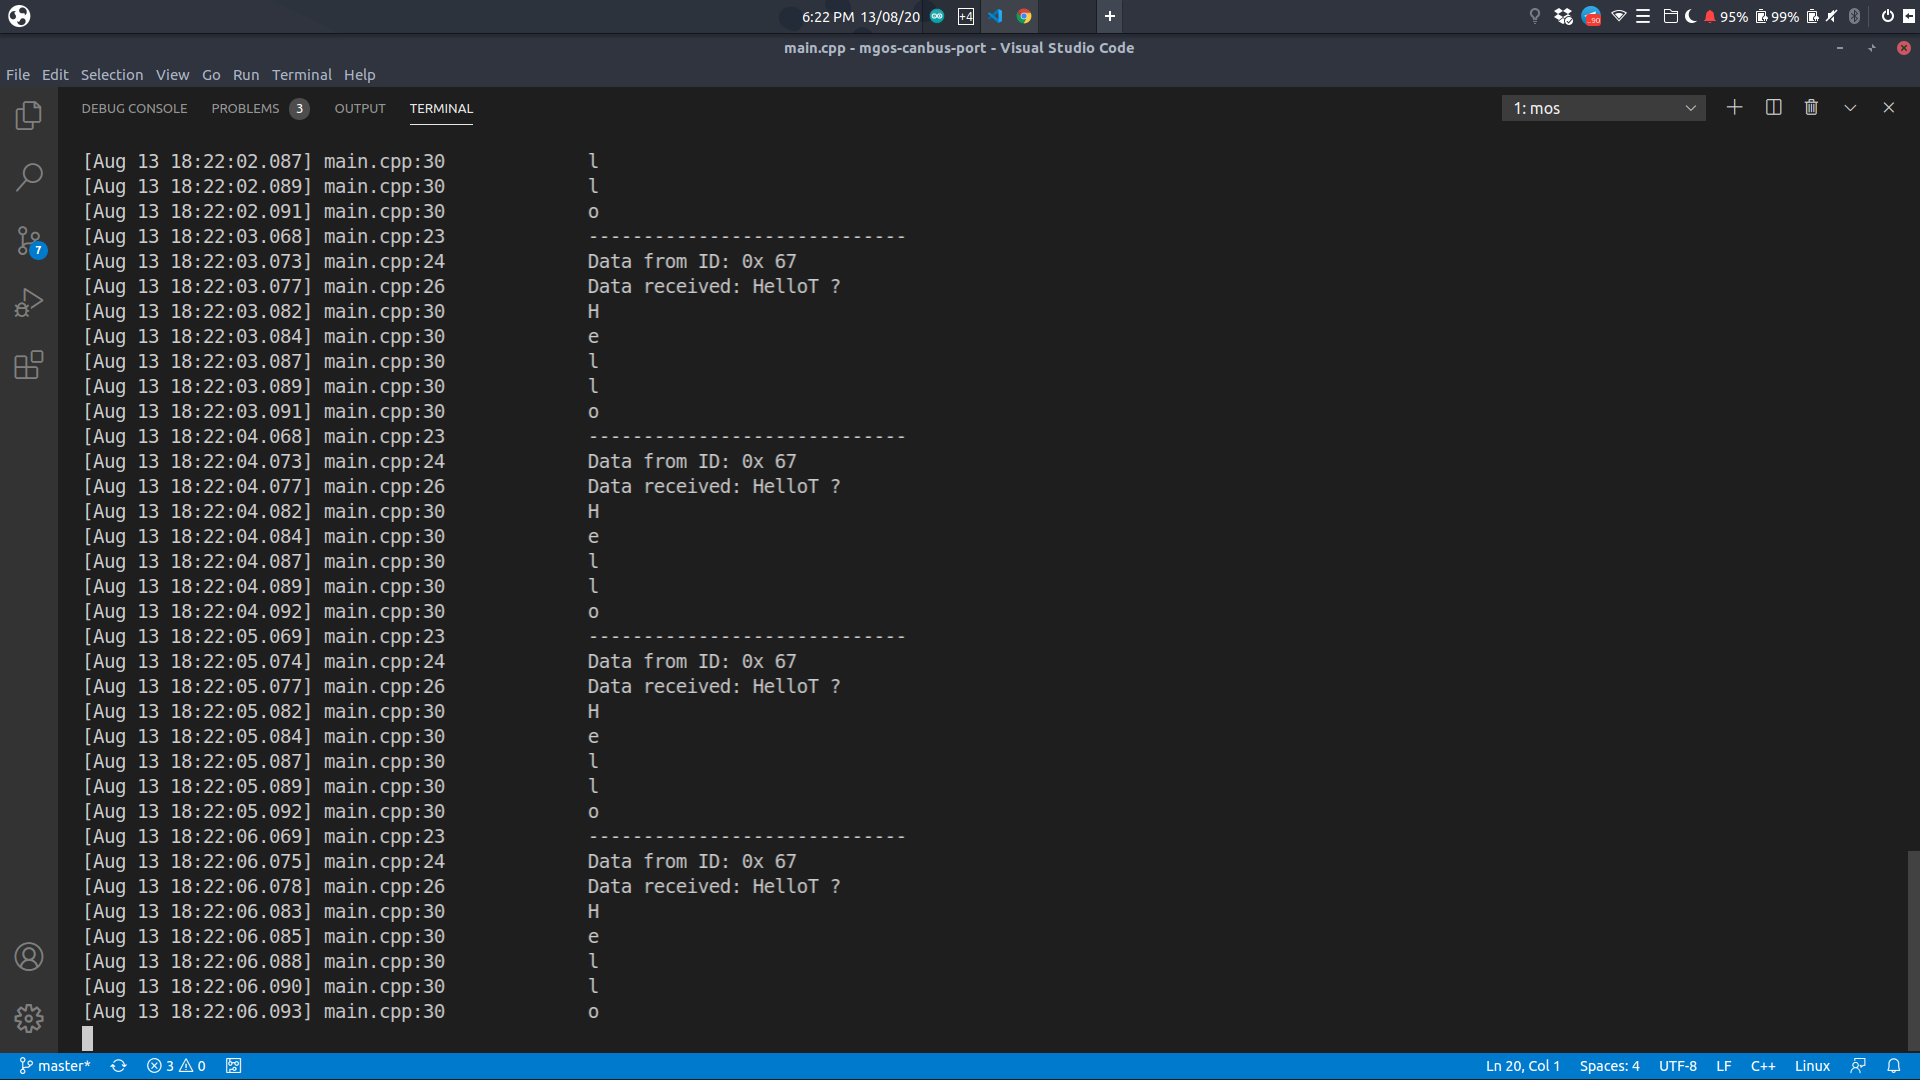 6:22 PM 13/08/20 +4 + 90 95% 99%
main.cpp - mgos-canbus-port - Visual Studio Code
File Edit Selection View Go Run Terminal Help
DEBUG CONSOLE PROBLEMS 3 OUTPUT TERMINAL 1: mos
[Aug 13 18:22:02.087] main.cpp:30 l
[Aug 13 18:22:02.089] main.cpp:30 l
[Aug 13 18:22:02.091] main.cpp:30 o
[Aug 13 18:22:03.068] main.cpp:23 -----------------------------
[Aug 13 18:22:03.073] main.cpp:24 Data from ID: 0x 67
[Aug 13 18:22:03.077] main.cpp:26 Data received: HelloT ?
[Aug 13 18:22:03.082] main.cpp:30 H
[Aug 13 18:22:03.084] main.cpp:30 e
[Aug 13 18:22:03.087] main.cpp:30 l
[Aug 13 18:22:03.089] main.cpp:30 l
[Aug 13 18:22:03.091] main.cpp:30 o
[Aug 13 18:22:04.068] main.cpp:23 -----------------------------
[Aug 13 18:22:04.073] main.cpp:24 Data from ID: 0x 67
[Aug 13 18:22:04.077] main.cpp:26 Data received: HelloT ?
[Aug 13 18:22:04.082] main.cpp:30 H
[Aug 13 18:22:04.084] main.cpp:30 e
[Aug 13 18:22:04.087] main.cpp:30 l
[Aug 13 18:22:04.089] main.cpp:30 l
[Aug 13 18:22:04.092] main.cpp:30 o
[Aug 13 18:22:05.069] main.cpp:23 -----------------------------
[Aug 13 18:22:05.074] main.cpp:24 Data from ID: 0x 67
[Aug 13 18:22:05.077] main.cpp:26 Data received: HelloT ?
[Aug 13 18:22:05.082] main.cpp:30 H
[Aug 13 18:22:05.084] main.cpp:30 e
[Aug 13 18:22:05.087] main.cpp:30 l
[Aug 13 18:22:05.089] main.cpp:30 l
[Aug 13 18:22:05.092] main.cpp:30 o
[Aug 13 18:22:06.069] main.cpp:23 -----------------------------
[Aug 13 18:22:06.075] main.cpp:24 Data from ID: 0x 67
[Aug 13 18:22:06.078] main.cpp:26 Data received: HelloT ?
[Aug 13 18:22:06.083] main.cpp:30 H
[Aug 13 18:22:06.085] main.cpp:30 e
[Aug 13 18:22:06.088] main.cpp:30 l
[Aug 13 18:22:06.090] main.cpp:30 l
[Aug 13 18:22:06.093] main.cpp:30 o
7
master* 3 0 Ln 20, Col 1 Spaces: 4 UTF-8 LF C++ Linux